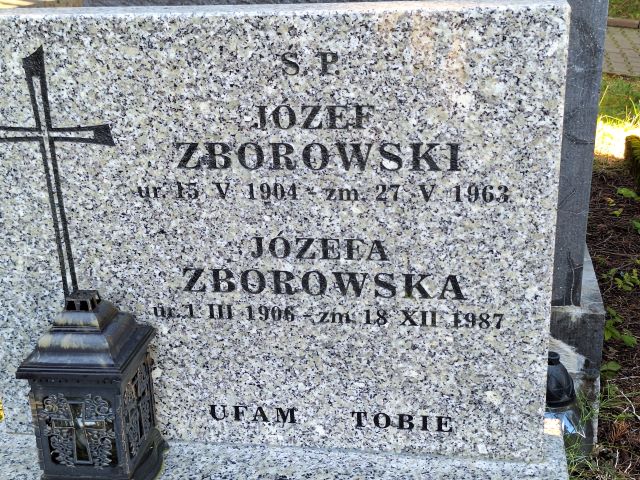 Ś. P.
JÓZEF
ZBOROWSKI
ur. 15 V 1904 - zm. 27 V 1963
JÓZEFA
ZBOROWSKA
ur. 1 III 1906 - zm. 18 XII 1987
UFAM TOBIE